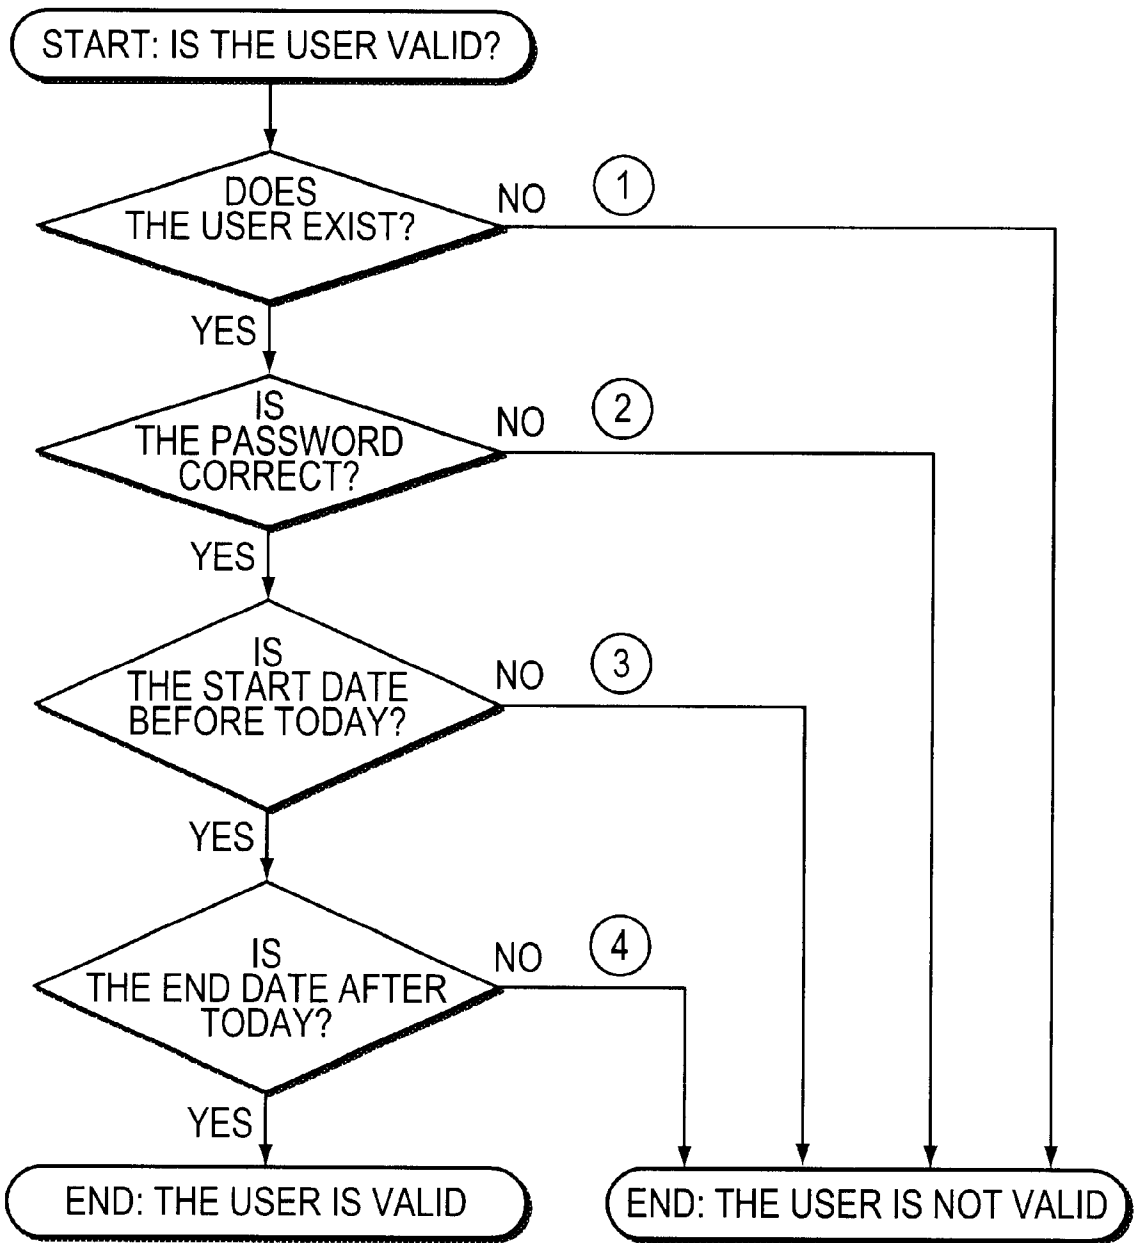 START: IS THE USER VALID?
DOES
THE USER EXIST?
NO
1
YES
IS
THE PASSWORD
CORRECT?
NO
2
YES
IS
THE START DATE
BEFORE TODAY?
NO
3
YES
IS
THE END DATE AFTER
TODAY?
NO
4
YES
END: THE USER IS VALID
END: THE USER IS NOT VALID